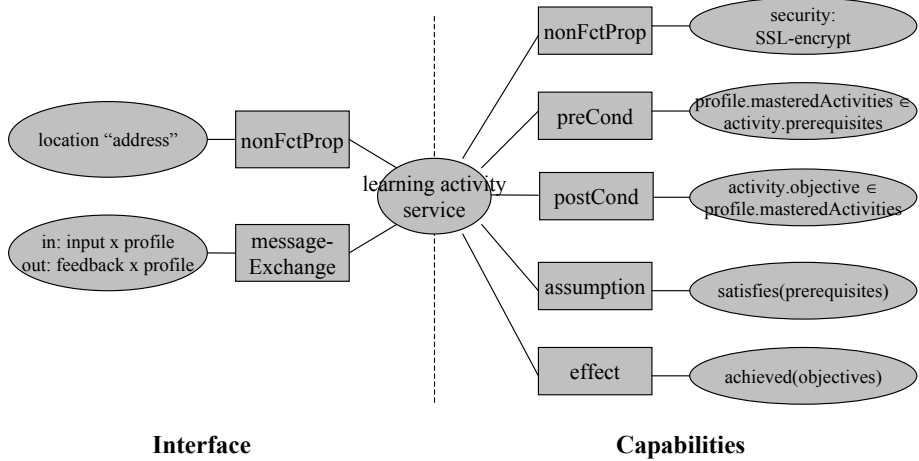 nonFctProp
security:
SSL-encrypt
preCond
profile.masteredActivities ∈
activity.prerequisites
location “address”
nonFctProp
learning activity
service
postCond
activity.objective ∈
profile.masteredActivities
in: input x profile
out: feedback x profile
message-
Exchange
assumption
satisfies(prerequisites)
effect
achieved(objectives)
Interface
Capabilities